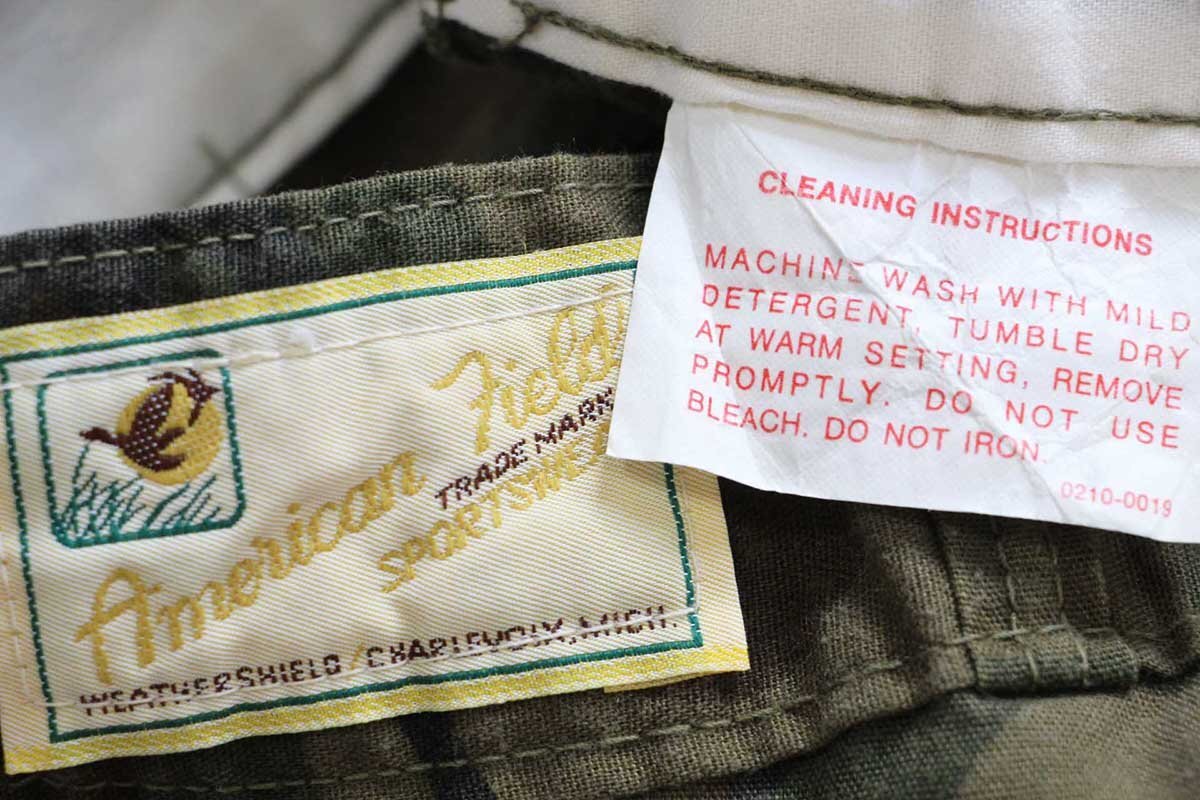 American Field
TRADE MARK
SPORTSWEAR
WEATHERSHIELD / CHARLEVOIX, MICH.
CLEANING INSTRUCTIONS
MACHINE WASH WITH MILD
DETERGENT, TUMBLE DRY
AT WARM SETTING, REMOVE
PROMPTLY. DO NOT USE
BLEACH. DO NOT IRON.
0210-0019